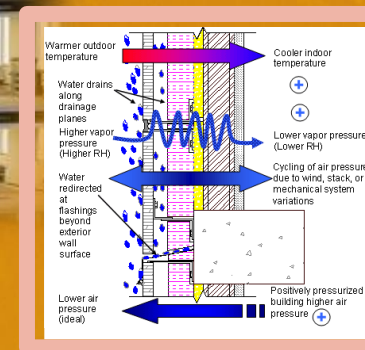 Warmer outdoor
temperature
Cooler indoor
temperature
Water drains
along
drainage
planes
Higher vapor
pressure
(Higher RH)
Lower vapor pressure
(Lower RH)
Cycling of air pressure
due to wind, stack, or
mechanical system
variations
Water
redirected
at
flashings
beyond
exterior
wall
surface
Lower air
pressure
(ideal)
Positively pressurized
building higher air
pressure